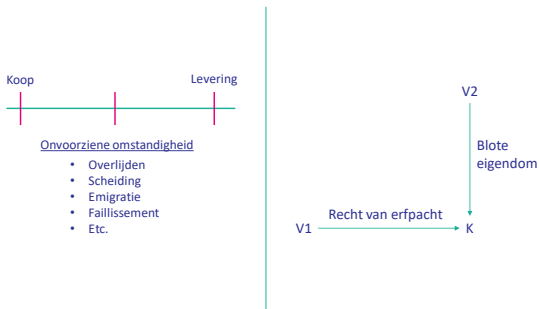 Koop
Levering
Onvoorziene omstandigheid
• Overlijden
• Scheiding
• Emigratie
• Faillissement
• Etc.
V2
Blote
eigendom
Recht van erfpacht
V1
K